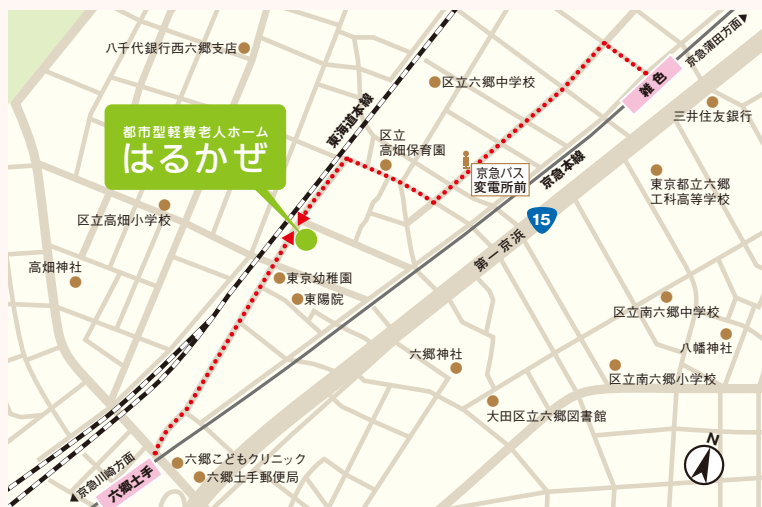 八千代銀行西六郷支店
京急蒲田方面
区立六郷中学校
雑色
三井住友銀行
都市型軽費老人ホーム
はるかぜ
東海道本線
区立
高畑保育園
京急バス
変電所前
京急本線
東京都立六郷
工科高等学校
区立高畑小学校
15
第一京浜
高畑神社
東京幼稚園
東陽院
区立南六郷中学校
八幡神社
六郷神社
区立南六郷小学校
大田区立六郷図書館
N
京急川崎方面
六郷土手
六郷こどもクリニック
六郷土手郵便局